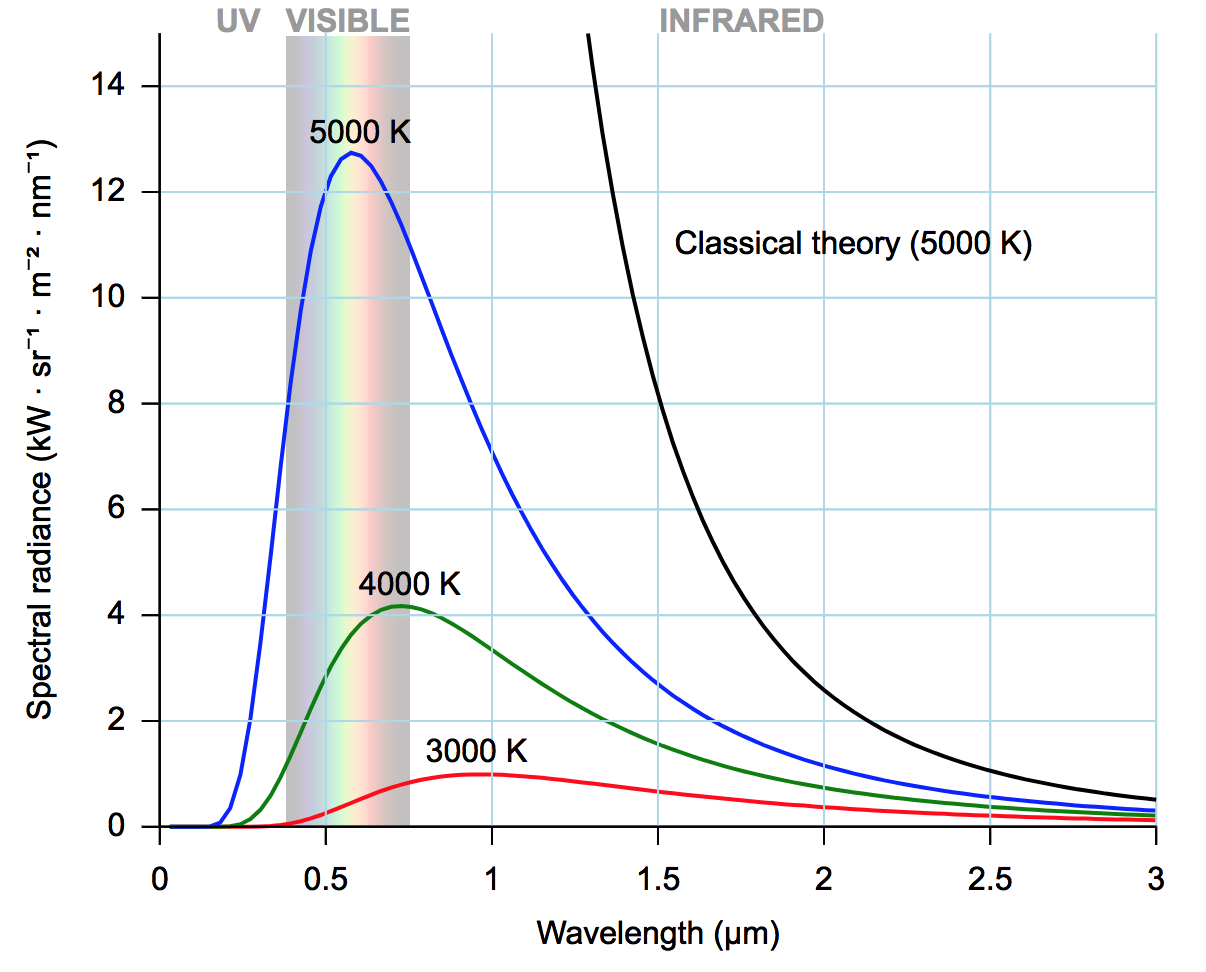 UV VISIBLE INFRARED
14
12
10
8
6
4
2
0
Spectral radiance (kW · sr⁻¹ · m⁻² · nm⁻¹)
5000 K
Classical theory (5000 K)
4000 K
3000 K
0 0.5 1 1.5 2 2.5 3
Wavelength (μm)